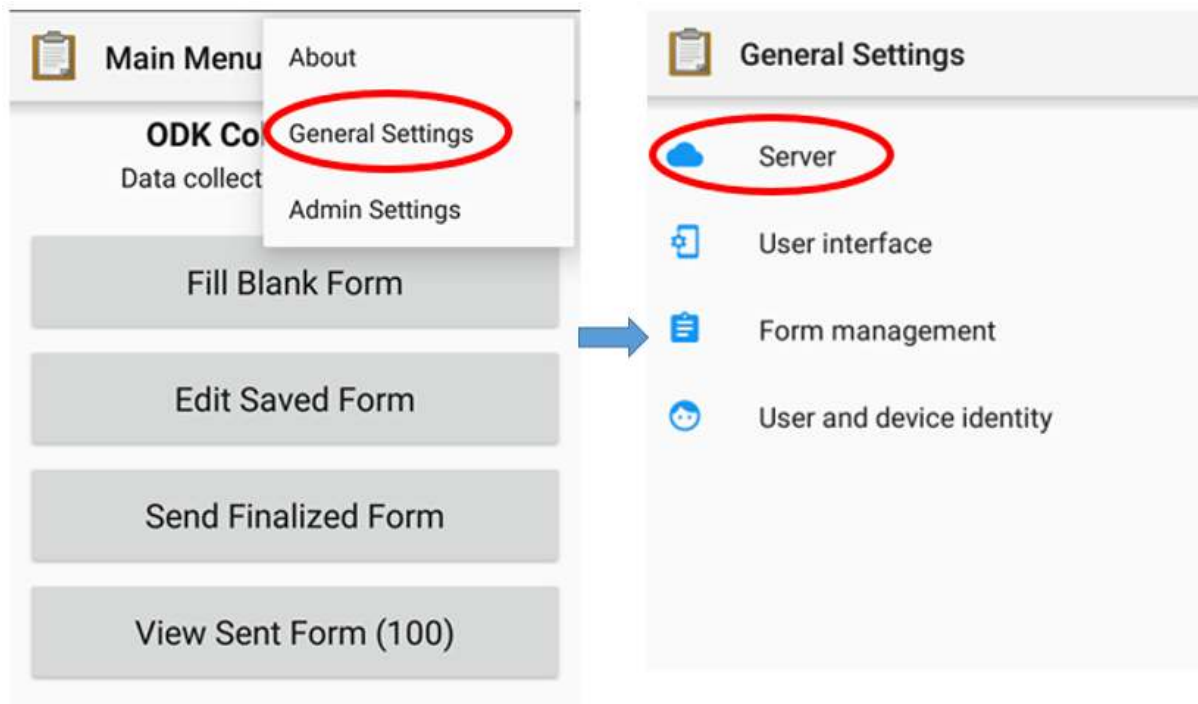 Main Menu
About
General Settings
Admin Settings
ODK Co
Data collect
Fill Blank Form
Edit Saved Form
Send Finalized Form
View Sent Form (100)
General Settings
Server
User interface
Form management
User and device identity